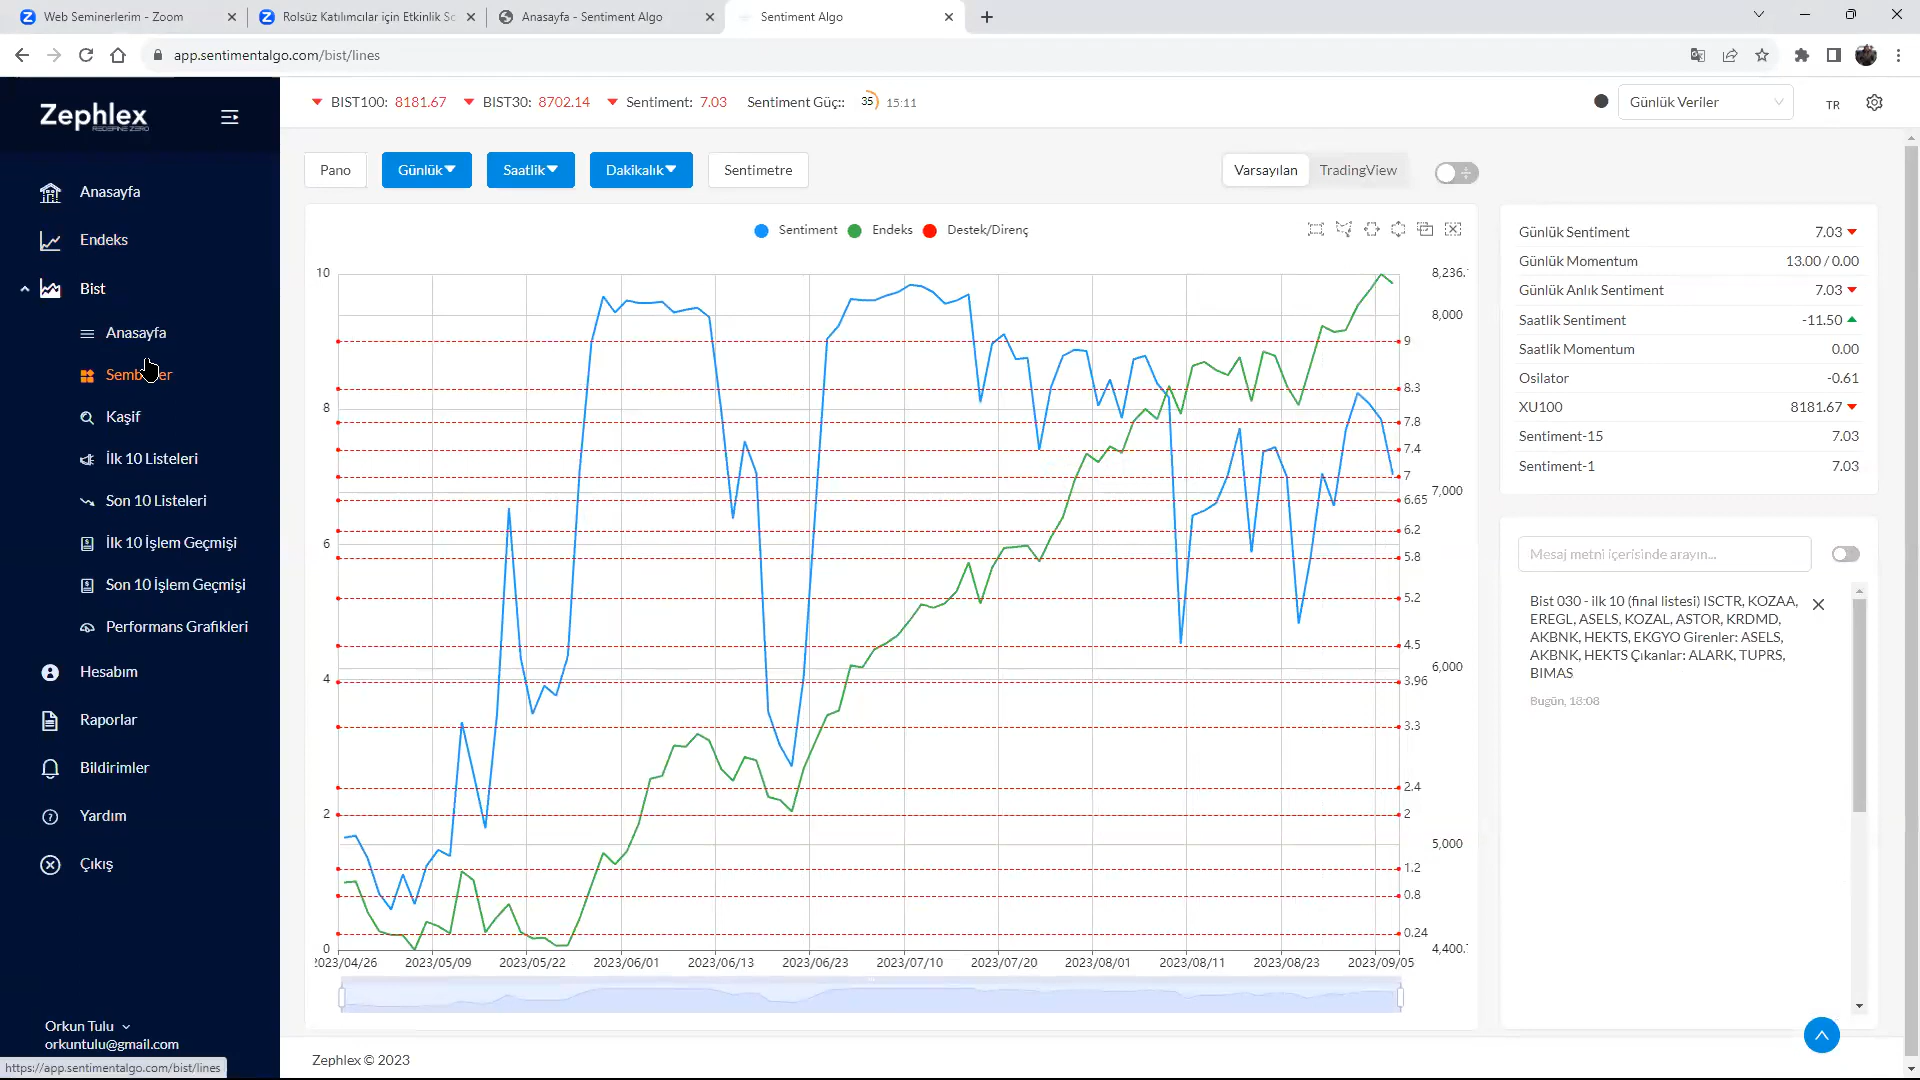 Web Seminerlerim - Zoom
Rolsüz Katılımcılar için Etkinlik Sc
Anasayfa - Sentiment Algo
Sentiment Algo
app.sentimentalgo.com/bist/lines
Zephlex
REDEFINE ZERO
BIST100: 8181.67 BIST30: 8702.14 Sentiment: 7.03 Sentiment Güç:: 35 15:11
Günlük Veriler
TR
Anasayfa
Endeks
Bist
Anasayfa
Kaşif
İlk 10 Listeleri
Son 10 Listeleri
İlk 10 İşlem Geçmişi
Son 10 İşlem Geçmişi
Performans Grafikleri
Hesabım
Raporlar
Bildirimler
Yardım
Çıkış
Orkun Tulu
orkuntulu@gmail.com
https://app.sentimentalgo.com/bist/lines
Pano
Günlük
Saatlik
Dakikalık
Sentimetre
Varsayılan
TradingView
Sentiment Endeks Destek/Direnç
10
8
6
4
2
0
9
8.3
7.8
7.4
7
6.65
6.2
5.8
5.2
4.5
3.96
3.3
2.4
2
1.2
0.8
0.24
8,236.
8,000
7,000
6,000
5,000
4,400.
2023/04/26 2023/05/09 2023/05/22 2023/06/01 2023/06/13 2023/06/23 2023/07/10 2023/07/20 2023/08/01 2023/08/11 2023/08/23 2023/09/05
Günlük Sentiment 7.03
Günlük Momentum 13.00 / 0.00
Günlük Anlık Sentiment 7.03
Saatlik Sentiment -11.50
Saatlik Momentum 0.00
Osilator -0.61
XU100 8181.67
Sentiment-15 7.03
Sentiment-1 7.03
Mesaj metni içerisinde arayın...
Bist 030 - ilk 10 (final listesi) ISCTR, KOZAA,
EREGL, ASELS, KOZAL, ASTOR, KRDMD,
AKBNK, HEKTS, EKGYO Girenler: ASELS,
AKBNK, HEKTS Çıkanlar: ALARK, TUPRS,
BIMAS
Bugün, 18:08
Zephlex © 2023